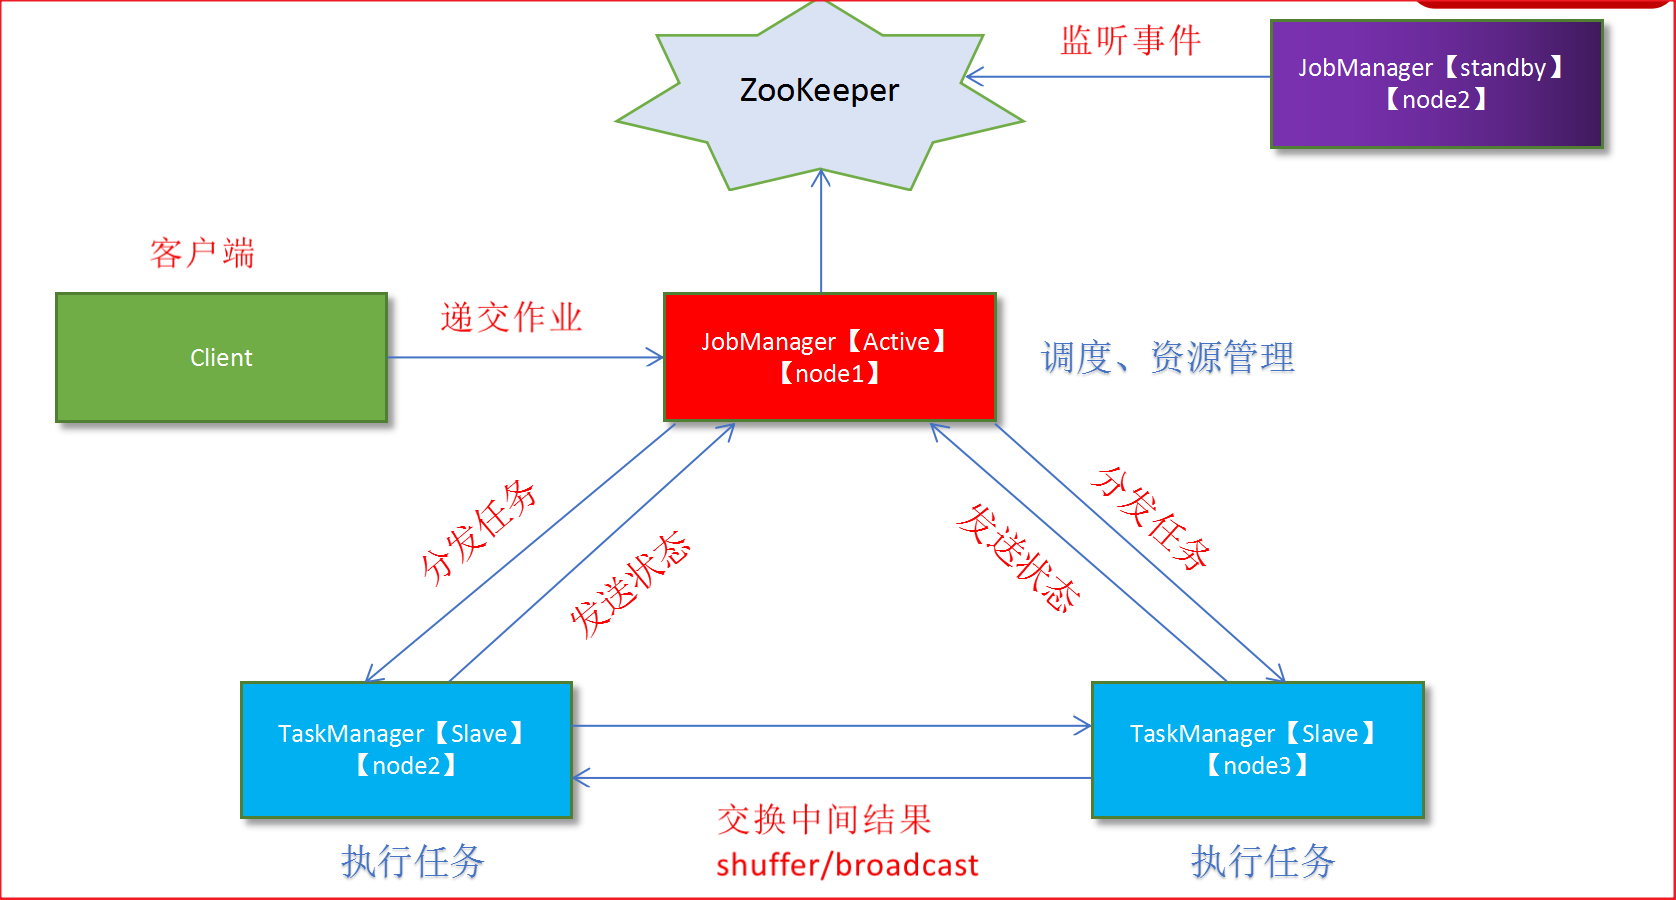 监听事件
JobManager【standby】
【node2】
ZooKeeper
客户端
Client
递交作业
JobManager【Active】
【node1】
调度、资源管理
分发任务
发送状态
发送状态
分发任务
TaskManager【Slave】
【node2】
TaskManager【Slave】
【node3】
交换中间结果
shuffer/broadcast
执行任务
执行任务